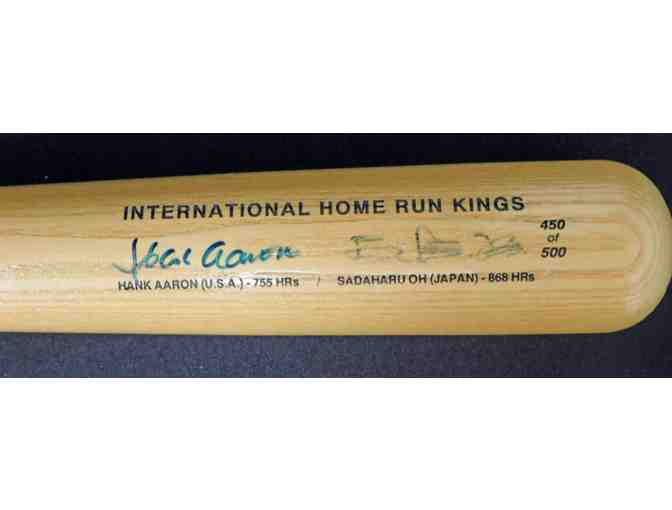 INTERNATIONAL HOME RUN KINGS
450
of
500
Hank Aaron
HANK AARON (U.S.A.) - 755 HRs / SADAHARU OH (JAPAN) - 868 HRs